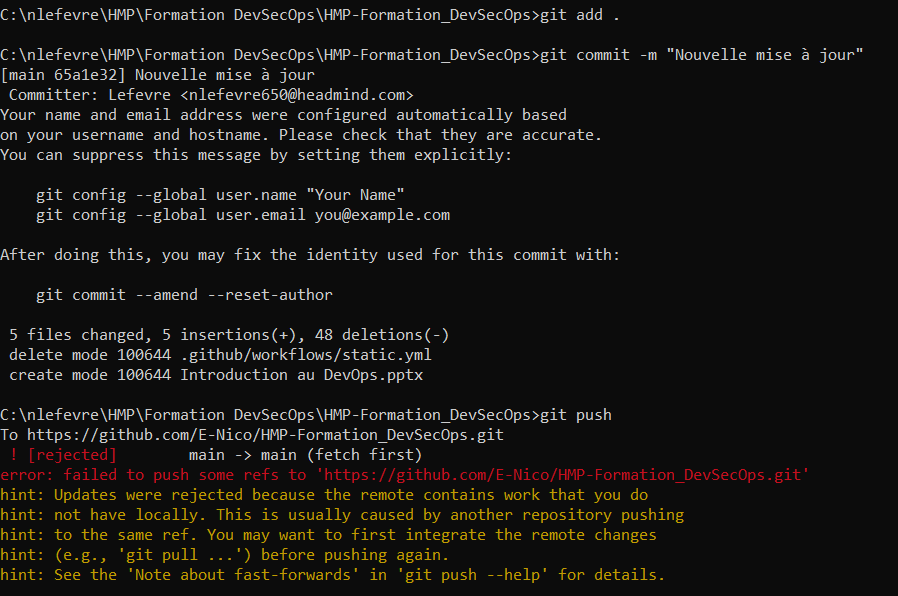 C:\nlefevre\HMP\Formation DevSecOps\HMP-Formation_DevSecOps>git add .
C:\nlefevre\HMP\Formation DevSecOps\HMP-Formation_DevSecOps>git commit -m "Nouvelle mise à jour"
[main 65a1e32] Nouvelle mise à jour
 Committer: Lefevre <nlefevre650@headmind.com>
Your name and email address were configured automatically based
on your username and hostname. Please check that they are accurate.
You can suppress this message by setting them explicitly:
    git config --global user.name "Your Name"
    git config --global user.email you@example.com
After doing this, you may fix the identity used for this commit with:
    git commit --amend --reset-author
 5 files changed, 5 insertions(+), 48 deletions(-)
 delete mode 100644 .github/workflows/static.yml
 create mode 100644 Introduction au DevOps.pptx
C:\nlefevre\HMP\Formation DevSecOps\HMP-Formation_DevSecOps>git push
To https://github.com/E-Nico/HMP-Formation_DevSecOps.git
 ! [rejected]        main -> main (fetch first)
error: failed to push some refs to 'https://github.com/E-Nico/HMP-Formation_DevSecOps.git'
hint: Updates were rejected because the remote contains work that you do
hint: not have locally. This is usually caused by another repository pushing
hint: to the same ref. You may want to first integrate the remote changes
hint: (e.g., 'git pull ...') before pushing again.
hint: See the 'Note about fast-forwards' in 'git push --help' for details.